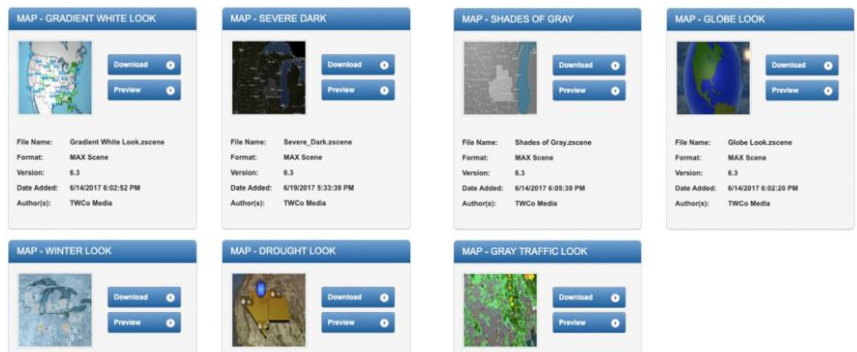 MAP - GRADIENT WHITE LOOK
Download
Preview
File Name: Gradient White Look.zscene
Format: MAX Scene
Version: 6.3
Date Added: 6/14/2017 6:02:52 PM
Author(s): TWCo Media
MAP - SEVERE DARK
Download
Preview
File Name: Severe_Dark.zscene
Format: MAX Scene
Version: 6.3
Date Added: 6/19/2017 5:33:39 PM
Author(s): TWCo Media
MAP - SHADES OF GRAY
Download
Preview
File Name: Shades of Gray.zscene
Format: MAX Scene
Version: 6.3
Date Added: 6/14/2017 6:05:39 PM
Author(s): TWCo Media
MAP - GLOBE LOOK
Download
Preview
File Name: Globe Look.zscene
Format: MAX Scene
Version: 6.3
Date Added: 6/14/2017 6:02:20 PM
Author(s): TWCo Media
MAP - WINTER LOOK
Download
Preview
MAP - DROUGHT LOOK
Download
Preview
MAP - GRAY TRAFFIC LOOK
Download
Preview